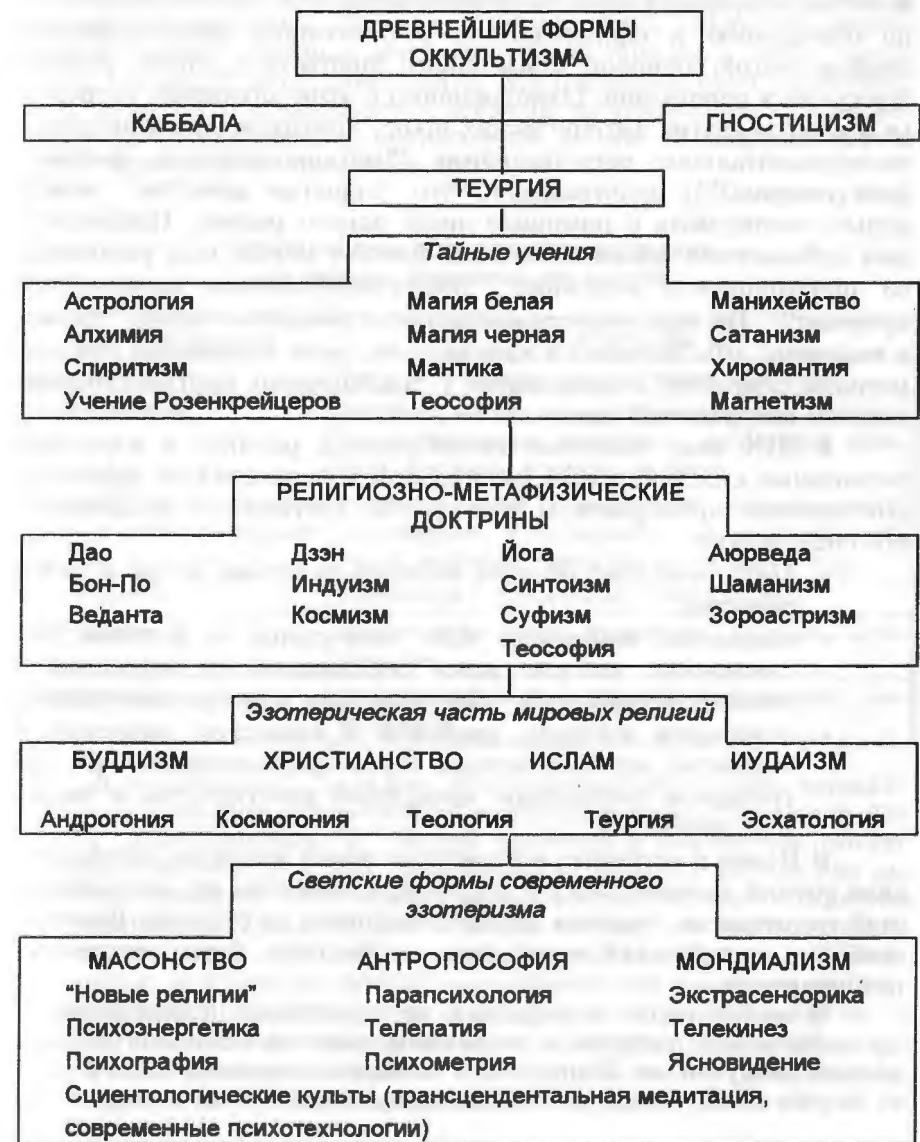 ДРЕВНЕЙШИЕ ФОРМЫ
ОККУЛЬТИЗМА
КАББАЛА ГНОСТИЦИЗМ
ТЕУРГИЯ
Тайные учения
Астрология Магия белая Манихейство
Алхимия Магия черная Сатанизм
Спиритизм Мантика Хиромантия
Учение Розенкрейцеров Теософия Магнетизм
РЕЛИГИОЗНО-МЕТАФИЗИЧЕСКИЕ
ДОКТРИНЫ
Дао Дзэн Йога Аюрведа
Бон-По Индуизм Синтоизм Шаманизм
Веданта Космизм Суфизм Зороастризм
Теософия
Эзотерическая часть мировых религий
БУДДИЗМ ХРИСТИАНСТВО ИСЛАМ ИУДАИЗМ
Андрогония Космогония Теология Теургия Эсхатология
Светские формы современного
эзотеризма
МАСОНСТВО АНТРОПОСОФИЯ МОНДИАЛИЗМ
“Новые религии” Парапсихология Экстрасенсорика
Психоэнергетика Телепатия Телекинез
Психография Психометрия Ясновидение
Сциентологические культы (трансцендентальная медитация,
современные психотехнологии)